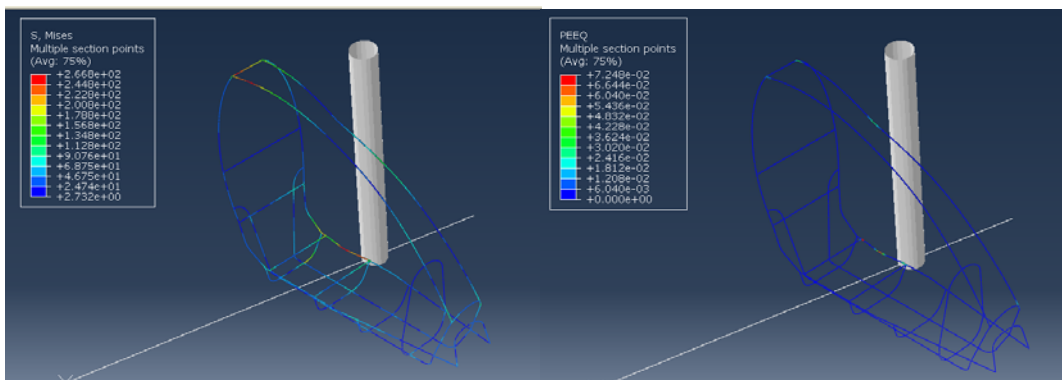 S, Mises
Multiple section points
(Avg: 75%)
+2.668e+02
+2.448e+02
+2.228e+02
+2.008e+02
+1.788e+02
+1.568e+02
+1.348e+02
+1.128e+02
+9.076e+01
+6.875e+01
+4.675e+01
+2.474e+01
+2.732e+00
PEEQ
Multiple section points
(Avg: 75%)
+7.248e-02
+6.644e-02
+6.040e-02
+5.436e-02
+4.832e-02
+4.228e-02
+3.624e-02
+3.020e-02
+2.416e-02
+1.812e-02
+1.208e-02
+6.040e-03
+0.000e+00